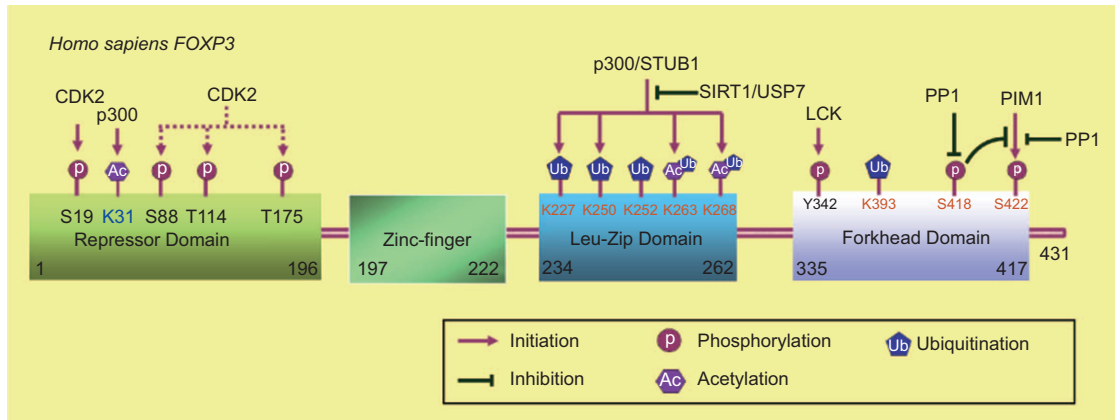 Homo sapiens FOXP3
p300/STUB1
CDK2
CDK2
p300
SIRT1/USP7
LCK
PP1
PIM1
PP1
p
Ac
p
p
p
Ub
Ub
Ub
Ac Ub
Ac Ub
p
Ub
p
p
S19 K31 S88 T114 T175
Repressor Domain
1 196
Zinc-finger
197 222
K227 K250 K252 K263 K268
Leu-Zip Domain
234 262
Y342 K393 S418 S422
Forkhead Domain
335 417
431
Initiation
p Phosphorylation
Ub Ubiquitination
Inhibition
Ac Acetylation